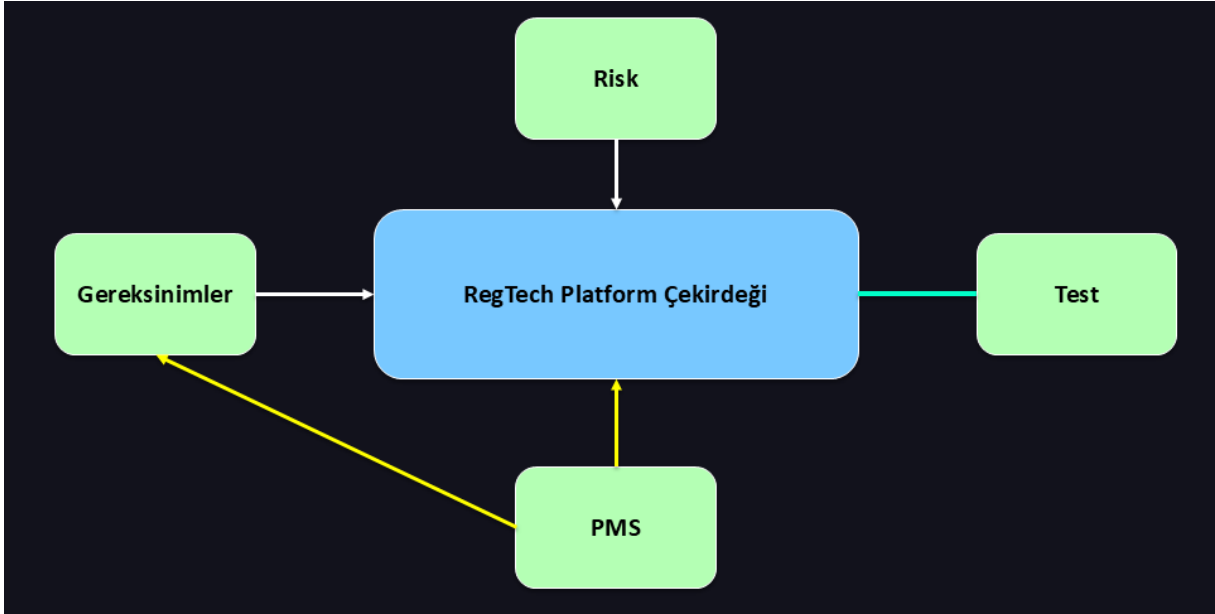 Risk
Gereksinimler
RegTech Platform Çekirdeği
Test
PMS